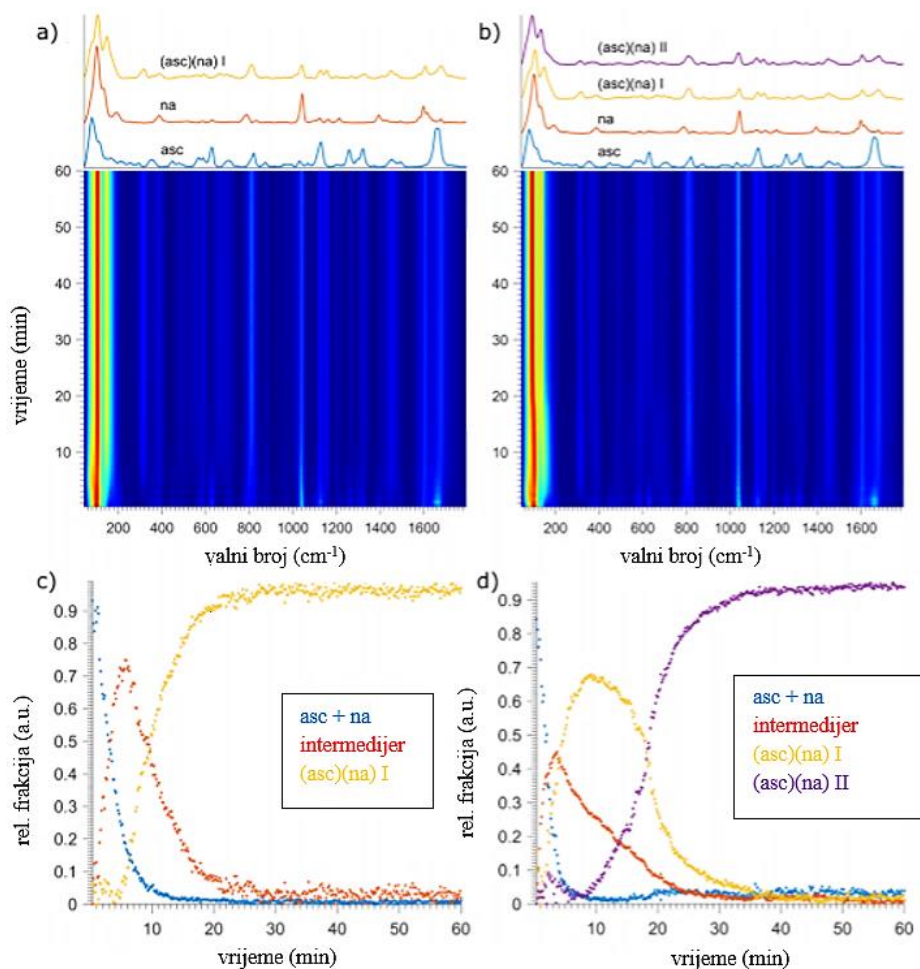 a)
(asc)(na) I
na
asc
b)
(asc)(na) II
(asc)(na) I
na
asc
vrijeme (min)
60
50
40
30
20
10
200 400 600 800 1000 1200 1400 1600
valni broj (cm⁻¹)
200 400 600 800 1000 1200 1400 1600
valni broj (cm⁻¹)
c)
rel. frakcija (a.u.)
0.9
0.8
0.7
0.6
0.5
0.4
0.3
0.2
0.1
0
asc + na
intermedijer
(asc)(na) I
10 20 30 40 50 60
vrijeme (min)
d)
rel. frakcija (a.u.)
0.9
0.8
0.7
0.6
0.5
0.4
0.3
0.2
0.1
0
asc + na
intermedijer
(asc)(na) I
(asc)(na) II
10 20 30 40 50 60
vrijeme (min)